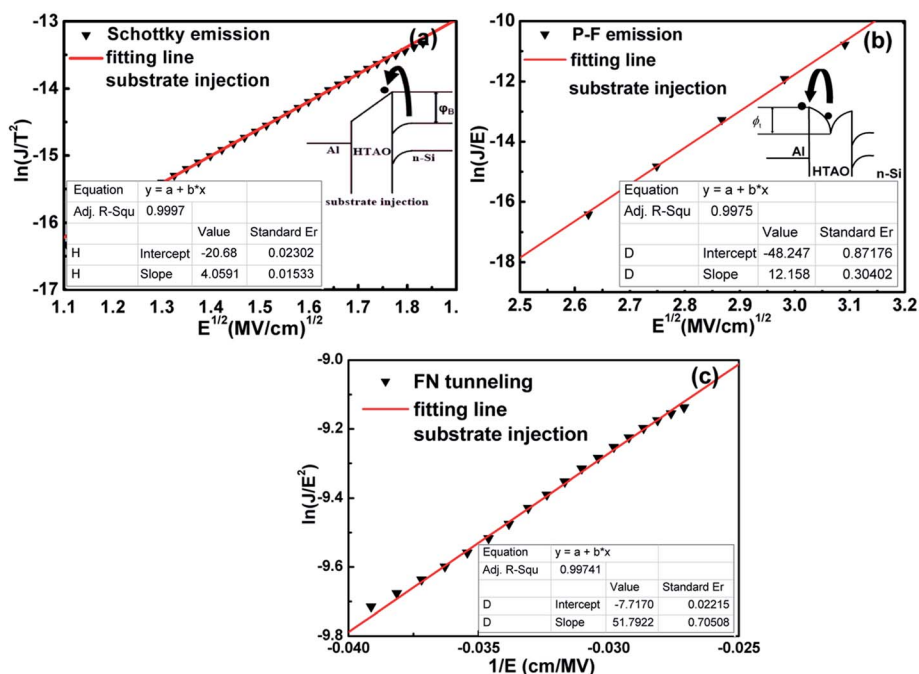 -13
-14
-15
-16
-17
ln(J/T²)
(a)
Schottky emission
fitting line
substrate injection
φB
Al
HTAO
n-Si
substrate injection
Equation y = a + b*x
Adj. R-Squ 0.9997
Value Standard Er
H Intercept -20.68 0.02302
H Slope 4.0591 0.01533
1.1 1.2 1.3 1.4 1.5 1.6 1.7 1.8 1.
E^1/2(MV/cm)^1/2
-10
-12
-14
-16
-18
ln(J/E)
(b)
P-F emission
fitting line
substrate injection
ϕt
Al
HTAO
n-Si
Equation y = a + b*x
Adj. R-Squ 0.9975
Value Standard Er
D Intercept -48.247 0.87176
D Slope 12.158 0.30402
2.5 2.6 2.7 2.8 2.9 3.0 3.1 3.2
E^1/2(MV/cm)^1/2
-9.0
-9.2
-9.4
-9.6
-9.8
ln(J/E²)
(c)
FN tunneling
fitting line
substrate injection
Equation y = a + b*x
Adj. R-Squ 0.99741
Value Standard Er
D Intercept -7.7170 0.02215
D Slope 51.7922 0.70508
-0.040 -0.035 -0.030 -0.025
1/E (cm/MV)